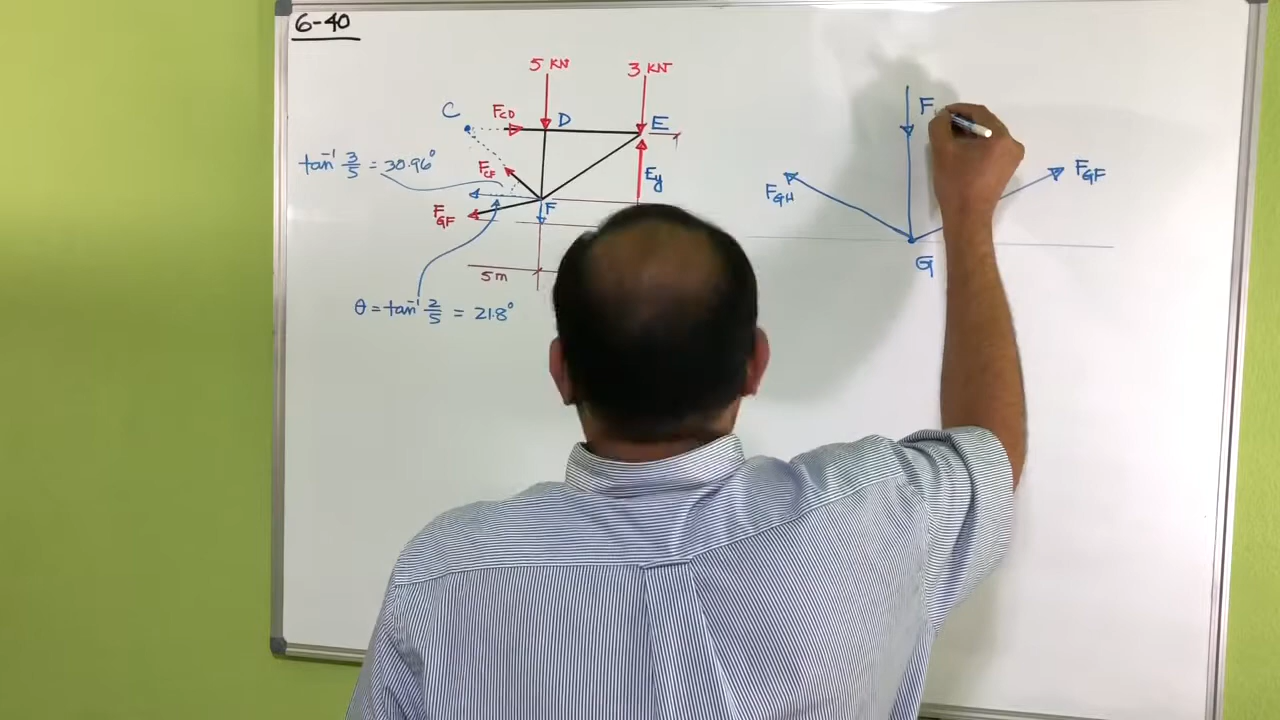 6-40
5 KN
3 KN
C
F_CD
D
E
tan⁻¹ 3/5 = 30.96°
F_CF
E_y
F_GF
F
5m
θ = tan⁻¹ 2/5 = 21.8°
F
F_GH
F_GF
G